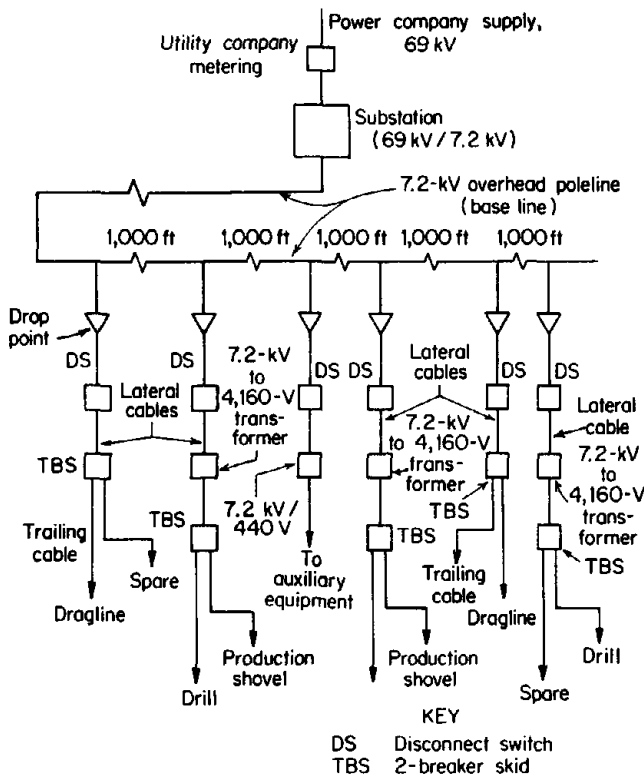 Power company supply,
69 kV
Utility company
metering
Substation
(69 kV/7.2 kV)
7.2-kV overhead poleline
(base line)
1,000 ft
1,000 ft
1,000 ft
1,000 ft
1,000 ft
Drop
point
DS
DS
DS
DS
DS
DS
Lateral
cables
7.2-kV
to
4,160-V
trans-
former
Lateral
cables
7.2-kV
to 4,160-V
trans-
former
Lateral
cable
7.2-kV
to
4,160-V
transformer
TBS
TBS
7.2 kV/
440 V
TBS
TBS
TBS
Trailing
cable
Spare
Dragline
To
auxiliary
equipment
Trailing
cable
Dragline
Production
shovel
Drill
Production
shovel
Drill
Spare
KEY
DS Disconnect switch
TBS 2-breaker skid